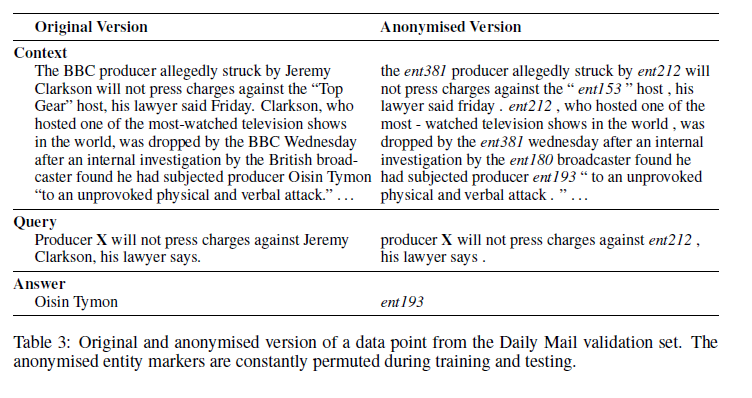 Original Version Anonymised Version
Context
The BBC producer allegedly struck by Jeremy
Clarkson will not press charges against the “Top
Gear” host, his lawyer said Friday. Clarkson, who
hosted one of the most-watched television shows
in the world, was dropped by the BBC Wednesday
after an internal investigation by the British broad-
caster found he had subjected producer Oisin Tymon
“to an unprovoked physical and verbal attack.” . . .
the ent381 producer allegedly struck by ent212 will
not press charges against the “ ent153 ” host , his
lawyer said friday . ent212 , who hosted one of the
most - watched television shows in the world , was
dropped by the ent381 wednesday after an internal
investigation by the ent180 broadcaster found he
had subjected producer ent193 “ to an unprovoked
physical and verbal attack . ” . . .
Query
Producer X will not press charges against Jeremy
Clarkson, his lawyer says.
producer X will not press charges against ent212 ,
his lawyer says .
Answer
Oisin Tymon
ent193
Table 3: Original and anonymised version of a data point from the Daily Mail validation set. The
anonymised entity markers are constantly permuted during training and testing.